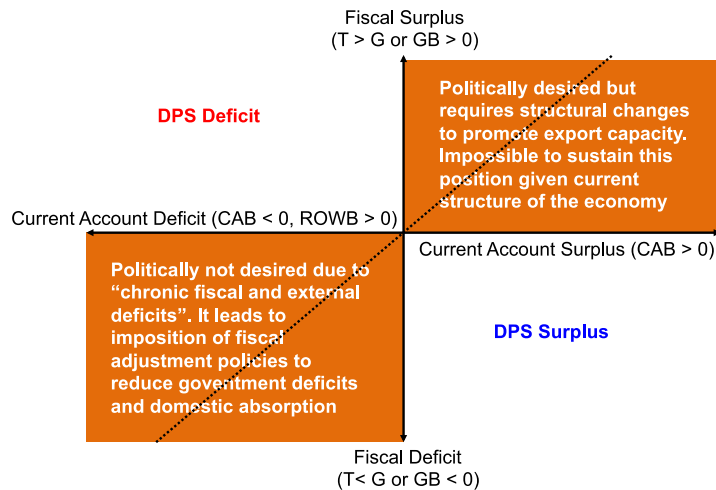 Fiscal Surplus
(T > G or GB > 0)
DPS Deficit
Politically desired but
requires structural changes
to promote export capacity.
Impossible to sustain this
position given current
structure of the economy
Current Account Deficit (CAB < 0, ROWB > 0)
Current Account Surplus (CAB > 0)
Politically not desired due to
“chronic fiscal and external
deficits”. It leads to
imposition of fiscal
adjustment policies to
reduce goventment deficits
and domestic absorption
DPS Surplus
Fiscal Deficit
(T< G or GB < 0)